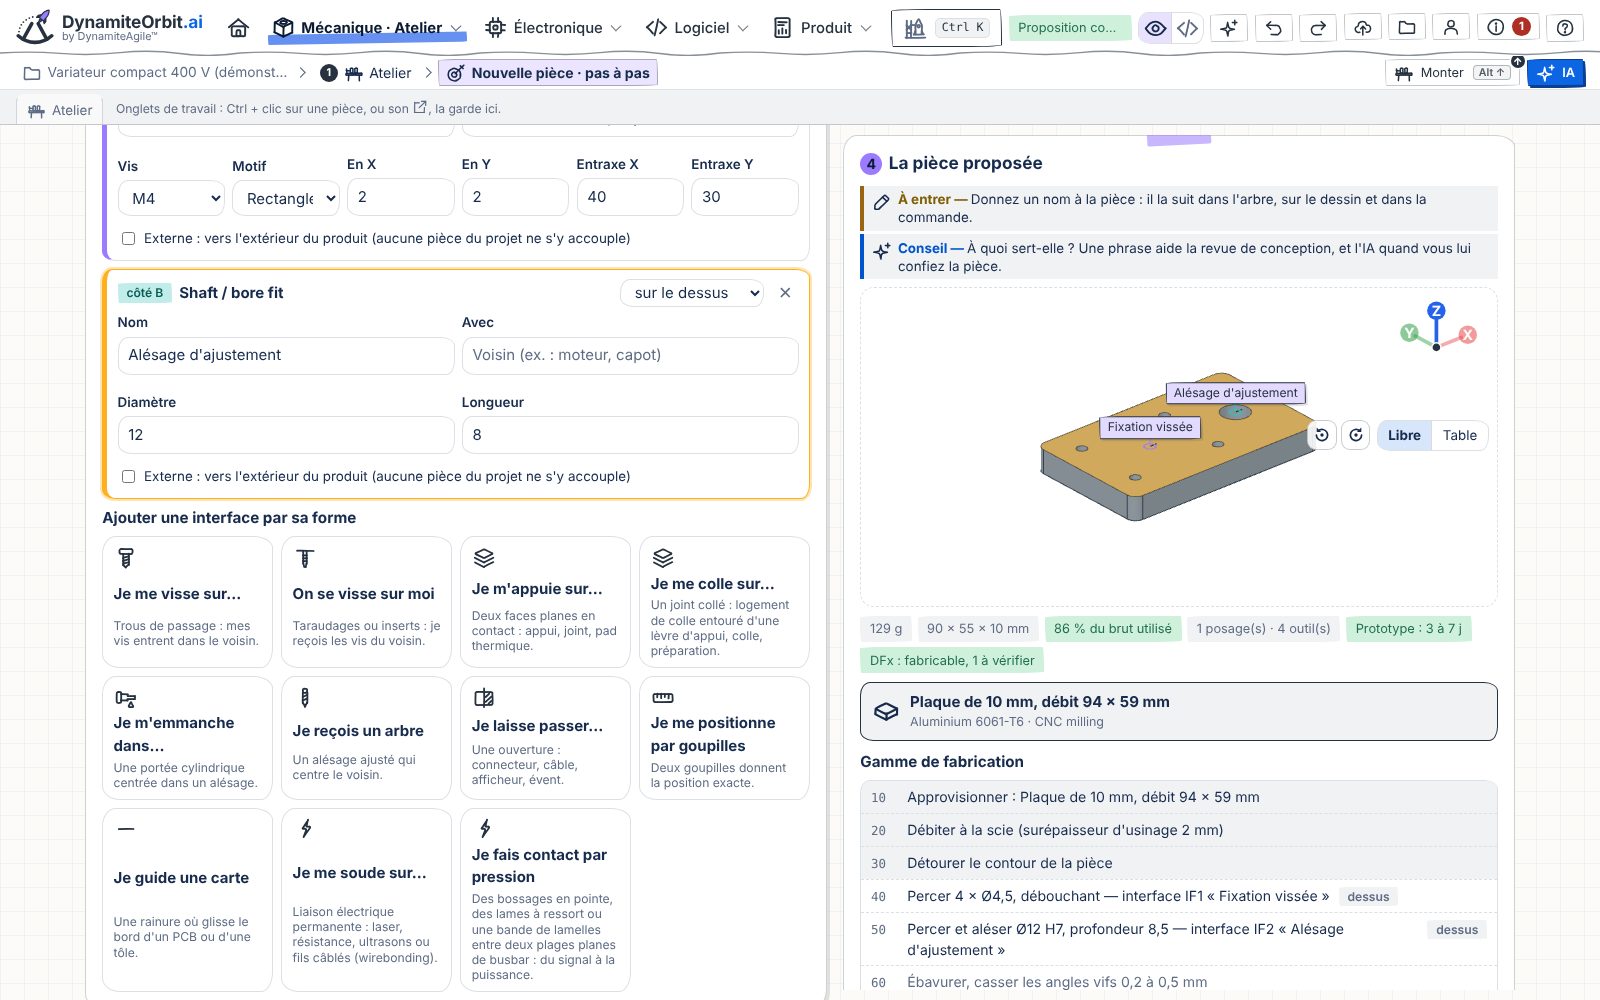 DynamiteOrbit.ai
by DynamiteAgile™
Mécanique · Atelier
Électronique
Logiciel
Produit
Ctrl K
Proposition co...
1
Variateur compact 400 V (démonst...
1
Atelier
Nouvelle pièce · pas à pas
Monter
Alt ↑
IA
Atelier
Onglets de travail : Ctrl + clic sur une pièce, ou son , la garde ici.
Vis
Motif
En X
En Y
Entraxe X
Entraxe Y
M4
Rectangle
2
2
40
30
Externe : vers l'extérieur du produit (aucune pièce du projet ne s'y accouple)
côté B
Shaft / bore fit
sur le dessus
Nom
Avec
Alésage d'ajustement
Voisin (ex. : moteur, capot)
Diamètre
Longueur
12
8
Externe : vers l'extérieur du produit (aucune pièce du projet ne s'y accouple)
Ajouter une interface par sa forme
Je me visse sur…
Trous de passage : mes
vis entrent dans le voisin.
On se visse sur moi
Taraudages ou inserts : je
reçois les vis du voisin.
Je m'appuie sur…
Deux faces planes en
contact : appui, joint, pad
thermique.
Je me colle sur…
Un joint collé : logement
de colle entouré d'une
lèvre d'appui, colle,
préparation.
Je m'emmanche
dans…
Une portée cylindrique
centrée dans un alésage.
Je reçois un arbre
Un alésage ajusté qui
centre le voisin.
Je laisse passer…
Une ouverture :
connecteur, câble,
afficheur, évent.
Je me positionne
par goupilles
Deux goupilles donnent
la position exacte.
Je guide une carte
Une rainure où glisse le
bord d'un PCB ou d'une
tôle.
Je me soude sur…
Liaison électrique
permanente : laser,
résistance, ultrasons ou
fils câblés (wirebonding).
Je fais contact par
pression
Des bossages en pointe,
des lames à ressort ou
une bande de lamelles
entre deux plages planes
de busbar : du signal à la
puissance.
4
La pièce proposée
À entrer — Donnez un nom à la pièce : il la suit dans l'arbre, sur le dessin et dans la
commande.
Conseil — À quoi sert-elle ? Une phrase aide la revue de conception, et l'IA quand vous lui
confiez la pièce.
Z
Y
X
Alésage d'ajustement
Fixation vissée
Libre
Table
129 g
90 × 55 × 10 mm
86 % du brut utilisé
1 posage(s) · 4 outil(s)
Prototype : 3 à 7 j
DFx : fabricable, 1 à vérifier
Plaque de 10 mm, débit 94 × 59 mm
Aluminium 6061-T6 · CNC milling
Gamme de fabrication
10 Approvisionner : Plaque de 10 mm, débit 94 × 59 mm
20 Débiter à la scie (surépaisseur d'usinage 2 mm)
30 Détourer le contour de la pièce
40 Percer 4 × Ø4,5, débouchant — interface IF1 « Fixation vissée » dessus
50 Percer et aléser Ø12 H7, profondeur 8,5 — interface IF2 « Alésage
d'ajustement »
dessus
60 Ébavurer, casser les angles vifs 0,2 à 0,5 mm